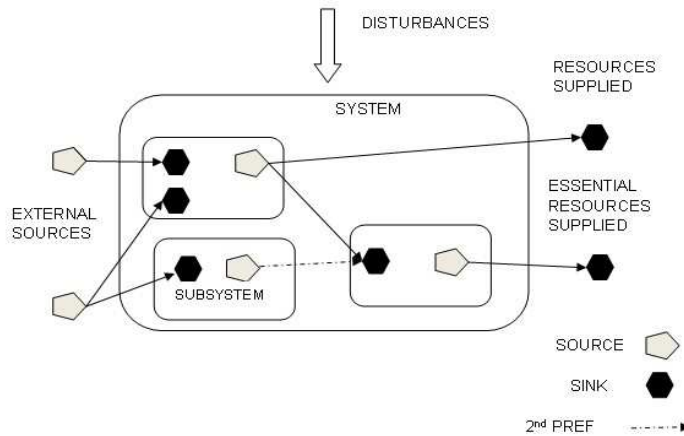 DISTURBANCES
RESOURCES
SUPPLIED
SYSTEM
EXTERNAL
SOURCES
ESSENTIAL
RESOURCES
SUPPLIED
SUBSYSTEM
SOURCE
SINK
2nd PREF